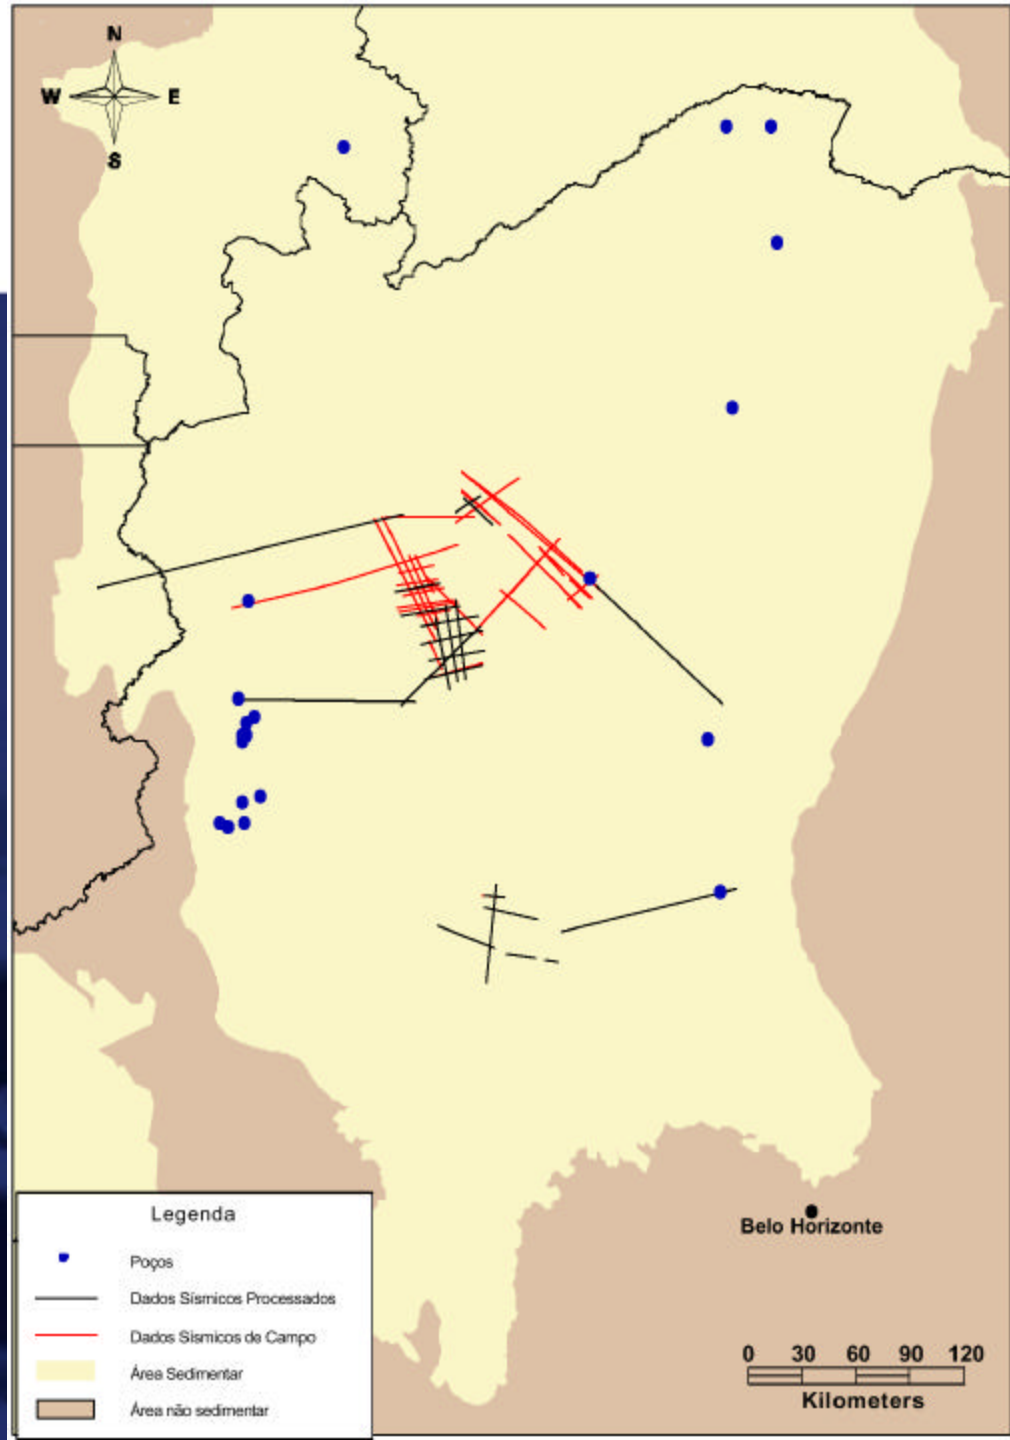 N
W E
S
Belo Horizonte
Legenda
Poços
Dados Sísmicos Processados
Dados Sísmicos de Campo
Área Sedimentar
Área não sedimentar
0 30 60 90 120
Kilometers